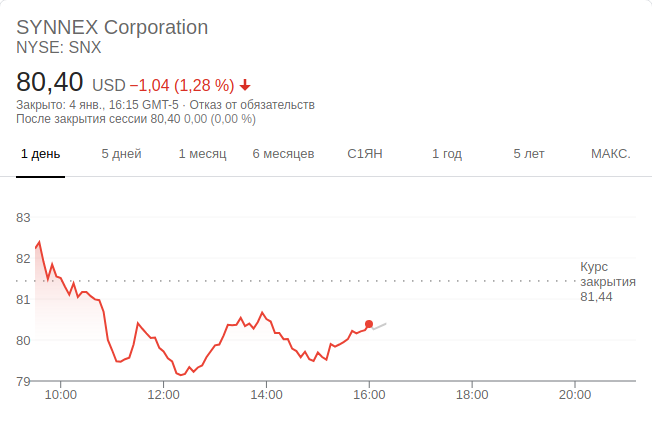 SYNNEX Corporation
NYSE: SNX
80,40 USD −1,04 (1,28 %)
Закрыто: 4 янв., 16:15 GMT-5 · Отказ от обязательств
После закрытия сессии 80,40 0,00 (0,00 %)
1 день 5 дней 1 месяц 6 месяцев С1ЯН 1 год 5 лет МАКС.
83
82
81
80
79
Курс
закрытия
81,44
10:00 12:00 14:00 16:00 18:00 20:00